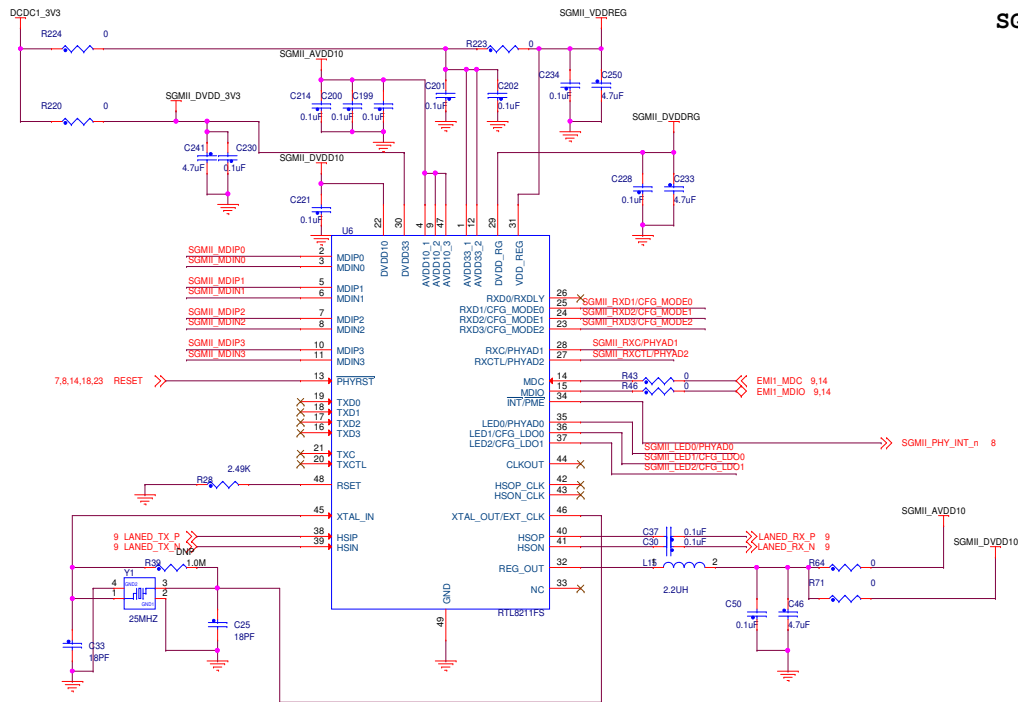 DCDC1_3V3
SGMII_VDDREG
SG
R224 0
R223 0
SGMII_AVDD10
C234
0.1uF
C250
4.7uF
C201
0.1uF
C202
0.1uF
C214 C200 C199
0.1uF 0.1uF 0.1uF
R220 0
SGMII_DVDD_3V3
SGMII_DVDDRG
C241
4.7uF
C230
0.1uF
SGMII_DVDD10
C228
0.1uF
C233
4.7uF
C221
0.1uF
22 30 4 9 47 1 12 29 31
U6
DVDD10 DVDD33 AVDD10_1 AVDD10_2 AVDD10_3 AVDD33_1 AVDD33_2 DVDD_RG VDD_REG
SGMII_MDIP0 2 MDIP0
SGMII_MDIN0 3 MDIN0
SGMII_MDIP1 5 MDIP1
SGMII_MDIN1 6 MDIN1
SGMII_MDIP2 7 MDIP2
SGMII_MDIN2 8 MDIN2
SGMII_MDIP3 10 MDIP3
SGMII_MDIN3 11 MDIN3
7,8,14,18,23 RESET 13 PHYRST
19 TXD0
18 TXD1
17 TXD2
16 TXD3
21 TXC
20 TXCTL
R28 2.49K 48 RSET
45 XTAL_IN
9 LANED_TX_P 38 HSIP
9 LANED_TX_N 39 HSIN
RXD0/RXDLY 26
RXD1/CFG_MODE0 25 SGMII_RXD1/CFG_MODE0
RXD2/CFG_MODE1 24 SGMII_RXD2/CFG_MODE1
RXD3/CFG_MODE2 23 SGMII_RXD3/CFG_MODE2
RXC/PHYAD1 28 SGMII_RXC/PHYAD1
RXCTL/PHYAD2 27 SGMII_RXCTL/PHYAD2
MDC 14 R43 0 EMI1_MDC 9,14
MDIO 15 R46 0 EMI1_MDIO 9,14
INT/PME 34 SGMII_PHY_INT_n 8
LED0/PHYAD0 35 SGMII_LED0/PHYAD0
LED1/CFG_LDO0 36 SGMII_LED1/CFG_LDO0
LED2/CFG_LDO1 37 SGMII_LED2/CFG_LDO1
CLKOUT 44
HSOP_CLK 42
HSON_CLK 43
XTAL_OUT/EXT_CLK 46
HSOP 40 C37 0.1uF LANED_RX_P 9
HSON 41 C30 0.1uF LANED_RX_N 9
REG_OUT 32 L15 2
2.2UH
NC 33
GND
49
RTL8211FS
SGMII_AVDD10
SGMII_DVDD10
R64 0
R71 0
C50
0.1uF
C46
4.7uF
DNP
R39 1.0M
Y1
4 GND2 3
1 GND1 2
25MHZ
C33
18PF
C25
18PF